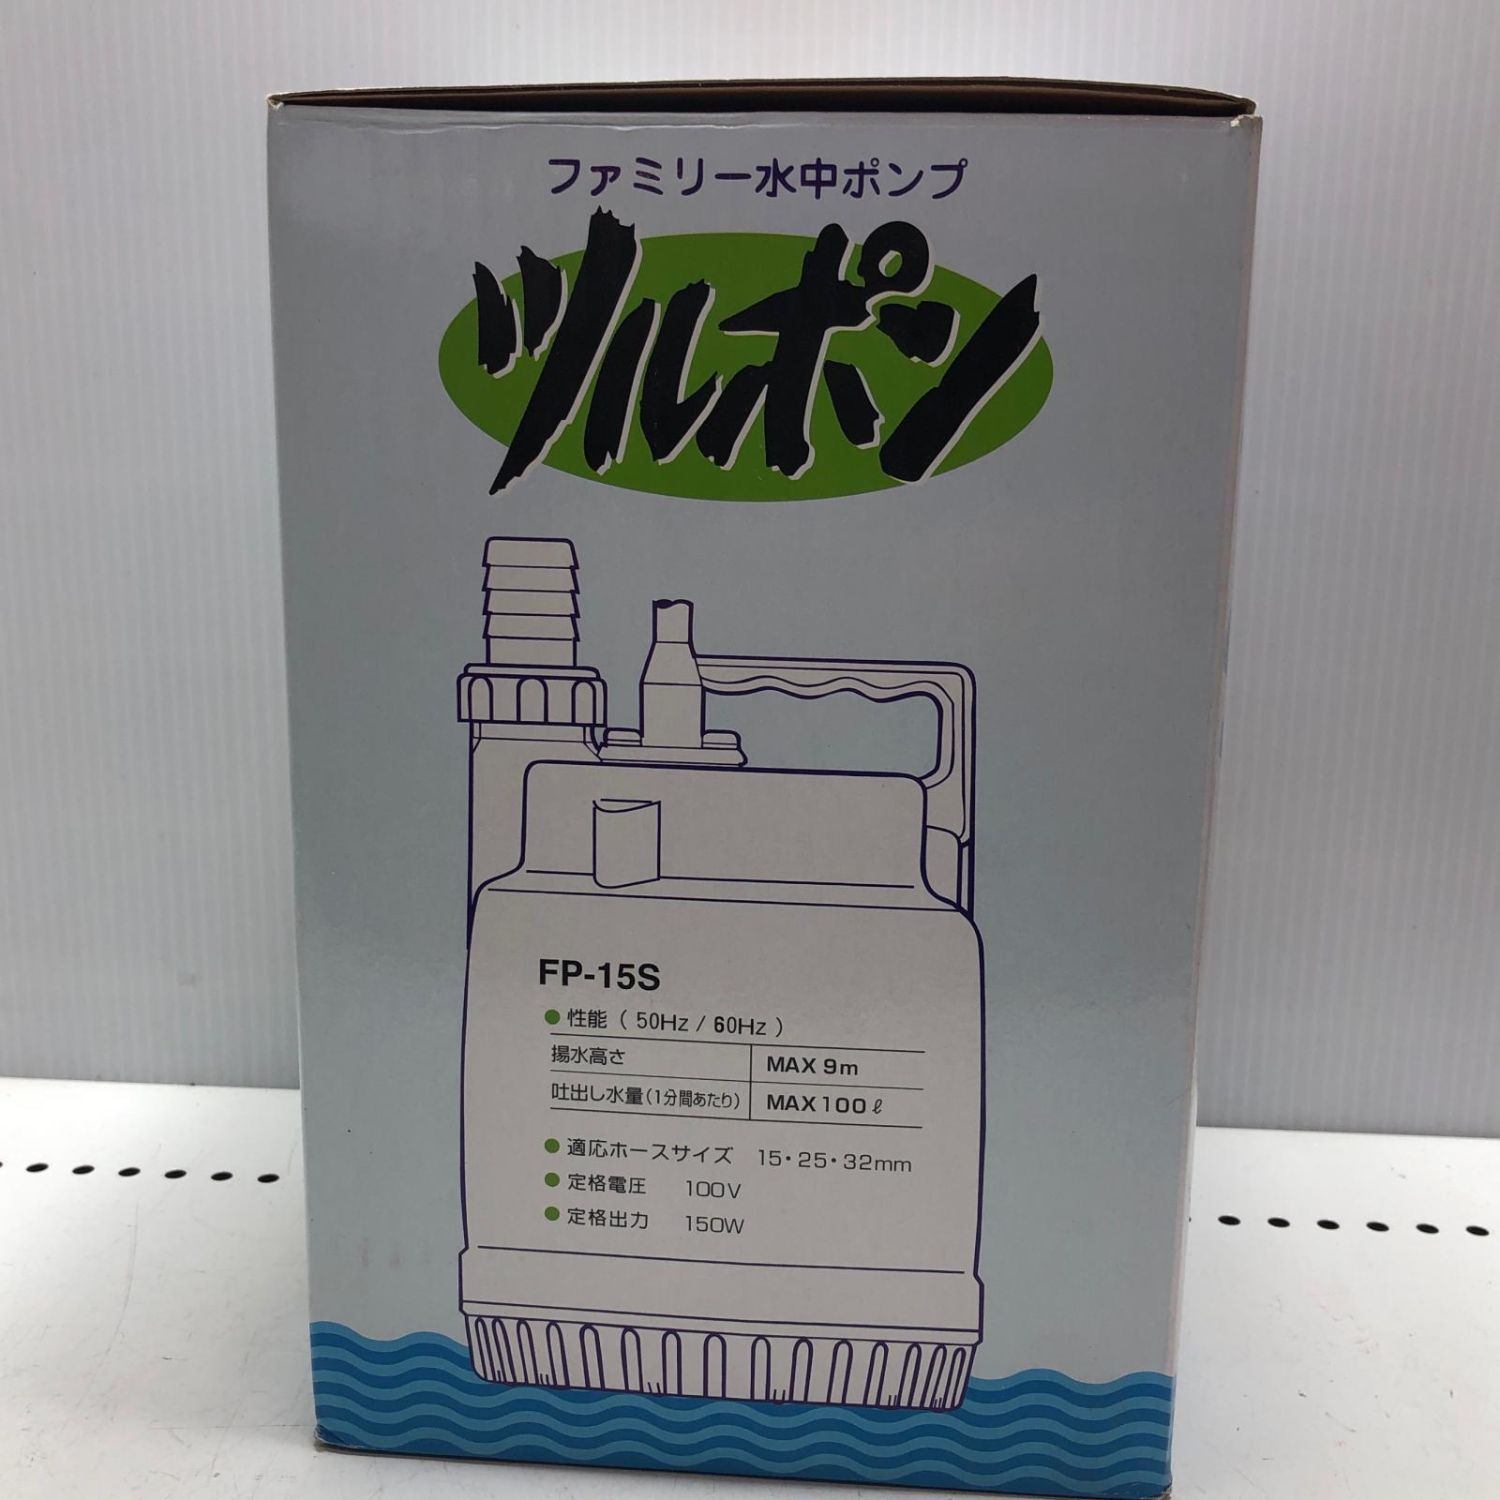 ファミリー水中ポンプ
ツルポン
FP-15S
●性能 ( 50Hz / 60Hz )
揚水高さ MAX 9m
吐出し水量(1分間あたり) MAX 100ℓ
●適応ホースサイズ 15・25・32mm
●定格電圧 100V
●定格出力 150W